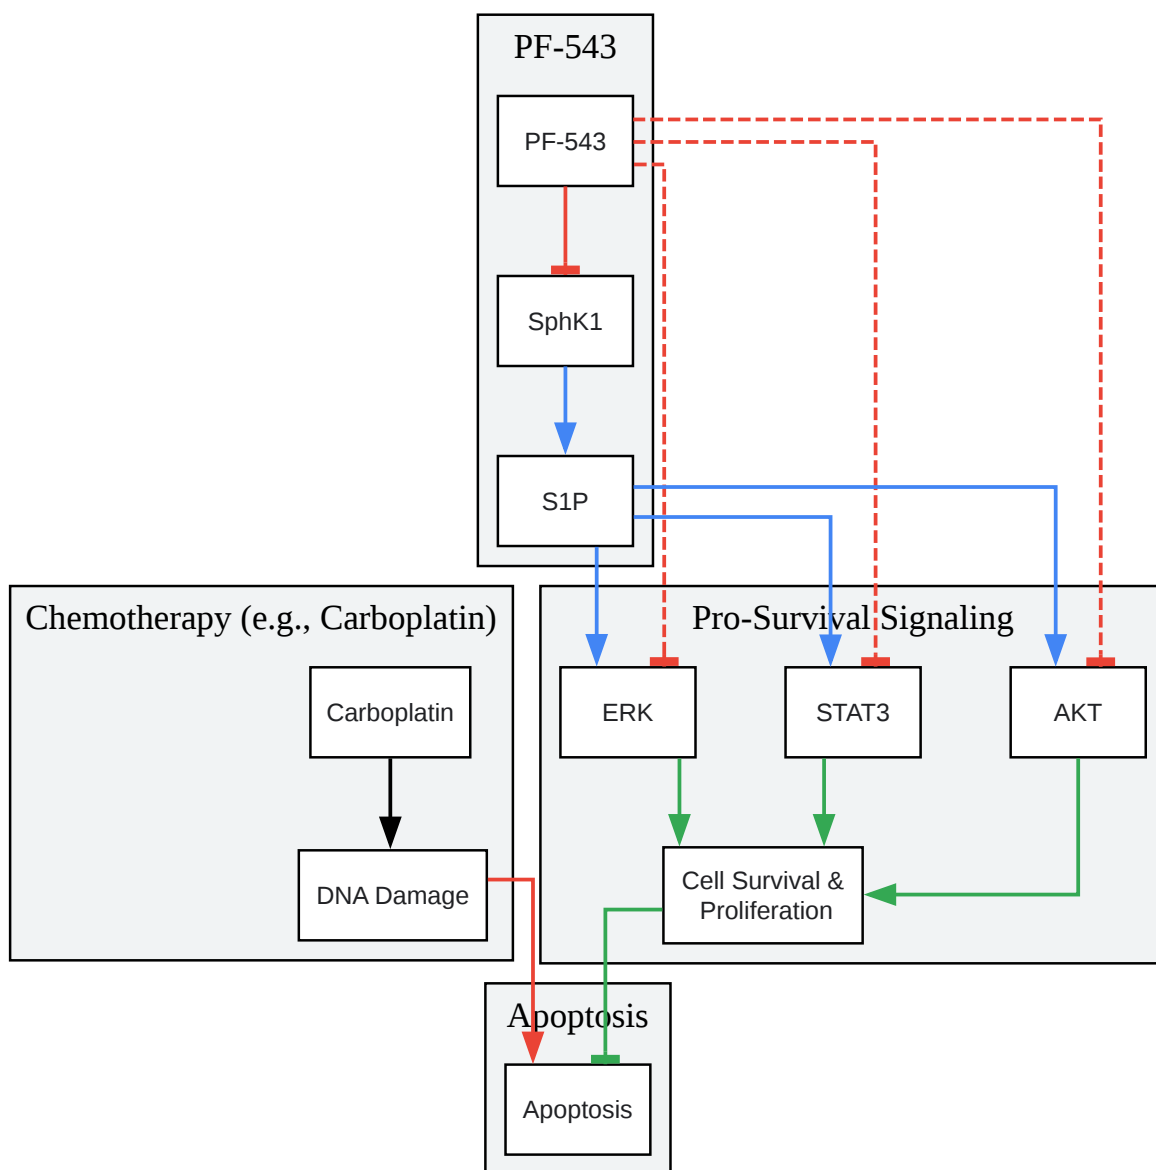 PF-543
PF-543
SphK1
S1P
Chemotherapy (e.g., Carboplatin)
Carboplatin
DNA Damage
Pro-Survival Signaling
ERK
STAT3
AKT
Cell Survival &
Proliferation
Apoptosis
Apoptosis